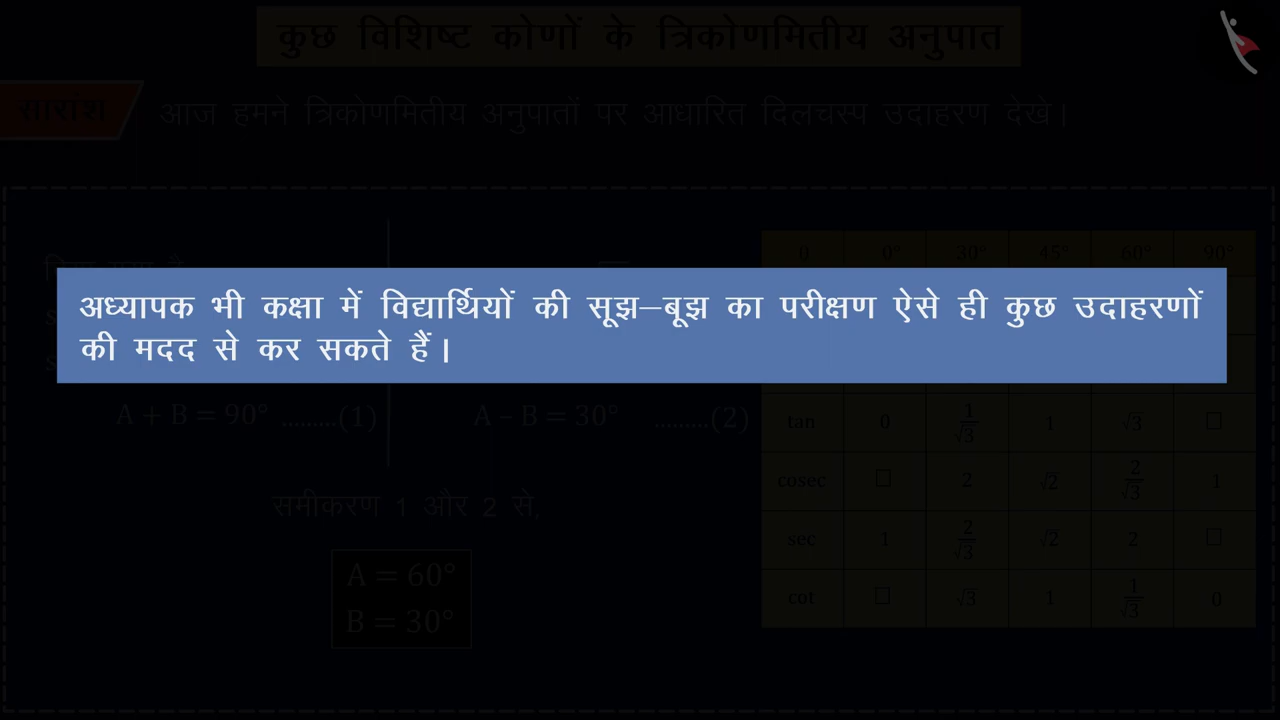 कुछ विशिष्ट कोणों के त्रिकोणमितीय अनुपात
सारांश
आज हमने त्रिकोणमितीय अनुपातों पर आधारित दिलचस्प उदाहरण देखे।
0 0° 30° 45° 60° 90°
अध्यापक भी कक्षा में विद्यार्थियों की सूझ–बूझ का परीक्षण ऐसे ही कुछ उदाहरणों
की मदद से कर सकते हैं।
A + B = 90° .........(1)
A – B = 30° .........(2)
tan 0 1/√3 1 √3 □
cosec □ 2 √2 2/√3 1
sec 1 2/√3 √2 2 □
cot □ √3 1 1/√3 0
समीकरण 1 और 2 से,
A = 60°
B = 30°